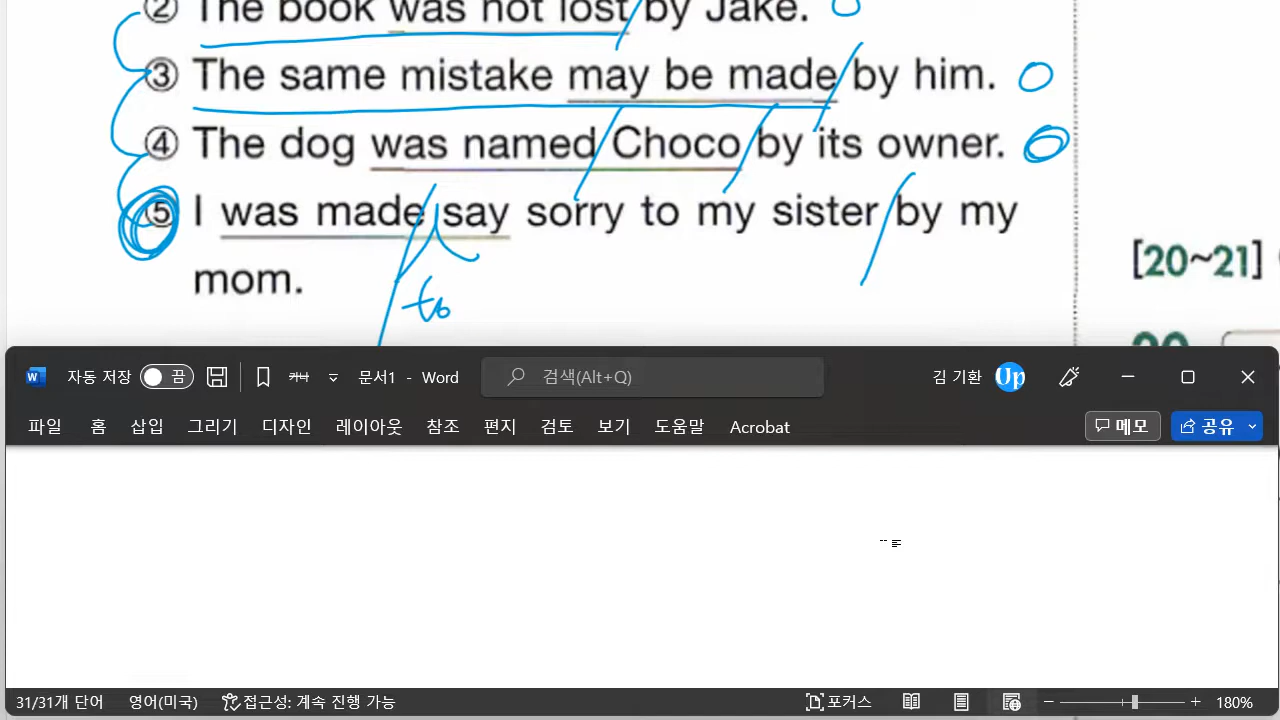 ② The book was not lost by Jake.
③ The same mistake may be made by him.
④ The dog was named Choco by its owner.
⑤ I was made say sorry to my sister by my
mom.
to
[20~21]
20
자동 저장 끔 문서1 - Word 검색(Alt+Q) 김 기환 Up
파일 홈 삽입 그리기 디자인 레이아웃 참조 편지 검토 보기 도움말 Acrobat 메모 공유
31/31개 단어 영어(미국) 접근성: 계속 진행 가능 포커스 180%